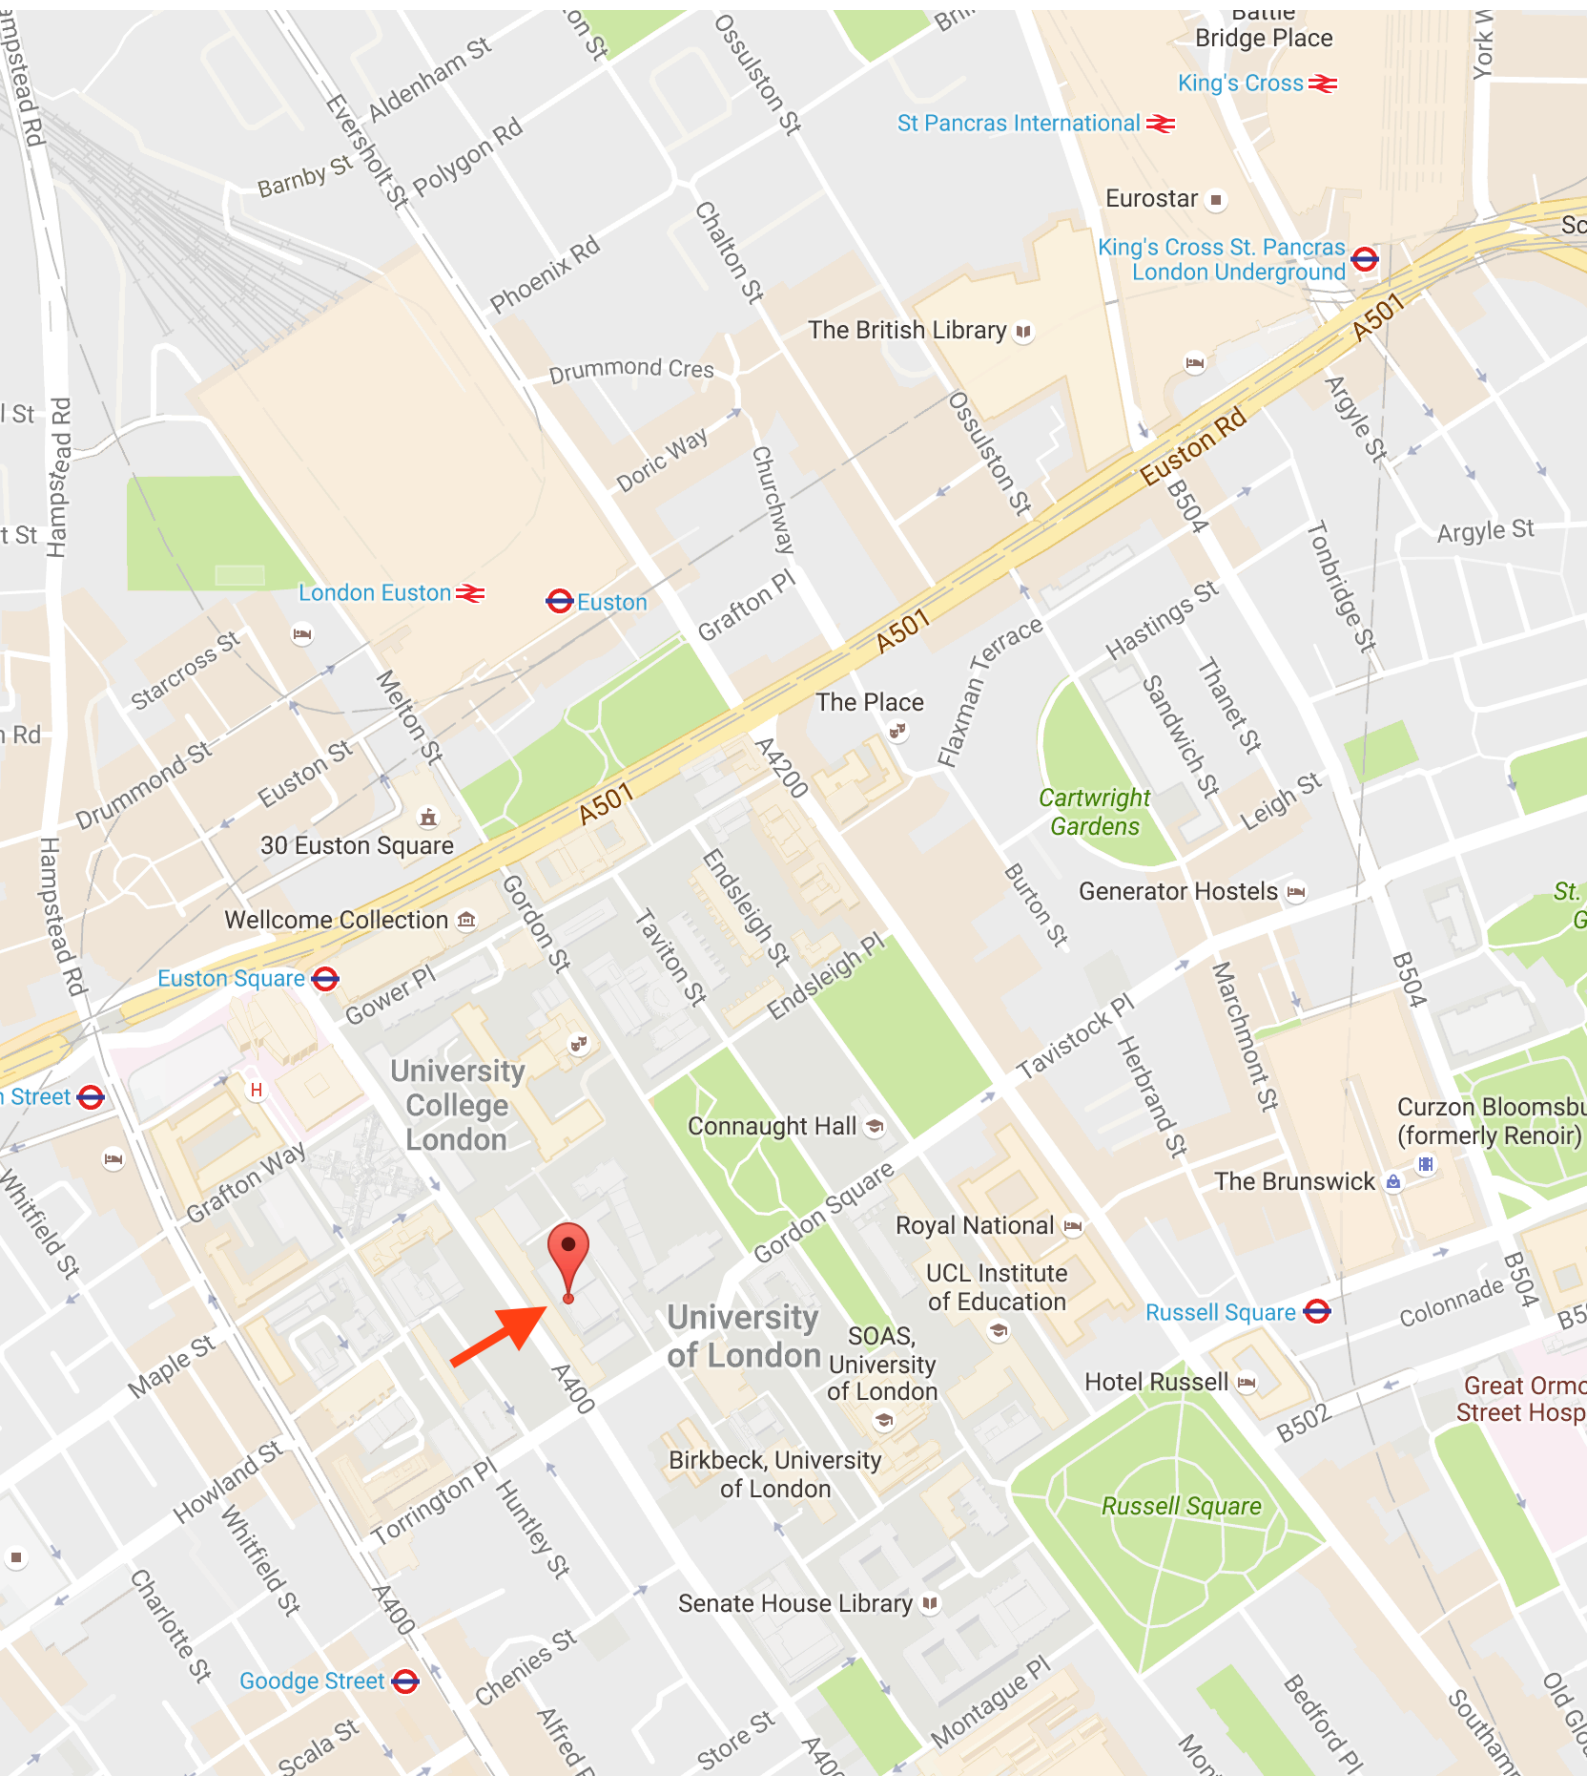 Battle
Bridge Place
King's Cross
St Pancras International
Eurostar
King's Cross St. Pancras
London Underground
York W
Hampstead Rd
Aldenham St
Eversholt St
Polygon Rd
Barnby St
Ossulston St
Chalton St
Phoenix Rd
The British Library
A501
Drummond Cres
Doric Way
Churchway
Ossulston St
Euston Rd
Argyle St
B504
Argyle St
Tonbridge St
Hampstead Rd
London Euston
Euston
Grafton Pl
A501
Flaxman Terrace
Hastings St
Thanet St
Sandwich St
Leigh St
The Place
Starcross St
Melton St
Drummond St
Euston St
A4200
A501
Cartwright
Gardens
30 Euston Square
Hampstead Rd
Wellcome Collection
Gordon St
Endsleigh St
Taviton St
Burton St
Generator Hostels
St.
Euston Square
Gower Pl
Endsleigh Pl
Tavistock Pl
Marchmont St
B504
Herbrand St
University
College
London
H
Street
Connaught Hall
Curzon Bloomsbu
(formerly Renoir)
The Brunswick
Grafton Way
Whitfield St
Gordon Square
Royal National
UCL Institute
of Education
Russell Square
Colonnade
B504
University
of London
SOAS,
University
of London
Maple St
A400
Hotel Russell
B502
Great Ormo
Street Hosp
Birkbeck, University
of London
Russell Square
Howland St
Torrington Pl
Huntley St
Whitfield St
Charlotte St
A400
Senate House Library
Goodge Street
Chenies St
Montague Pl
Bedford Pl
Scala St
Alfred
Store St
A400
Southam
Old Glo